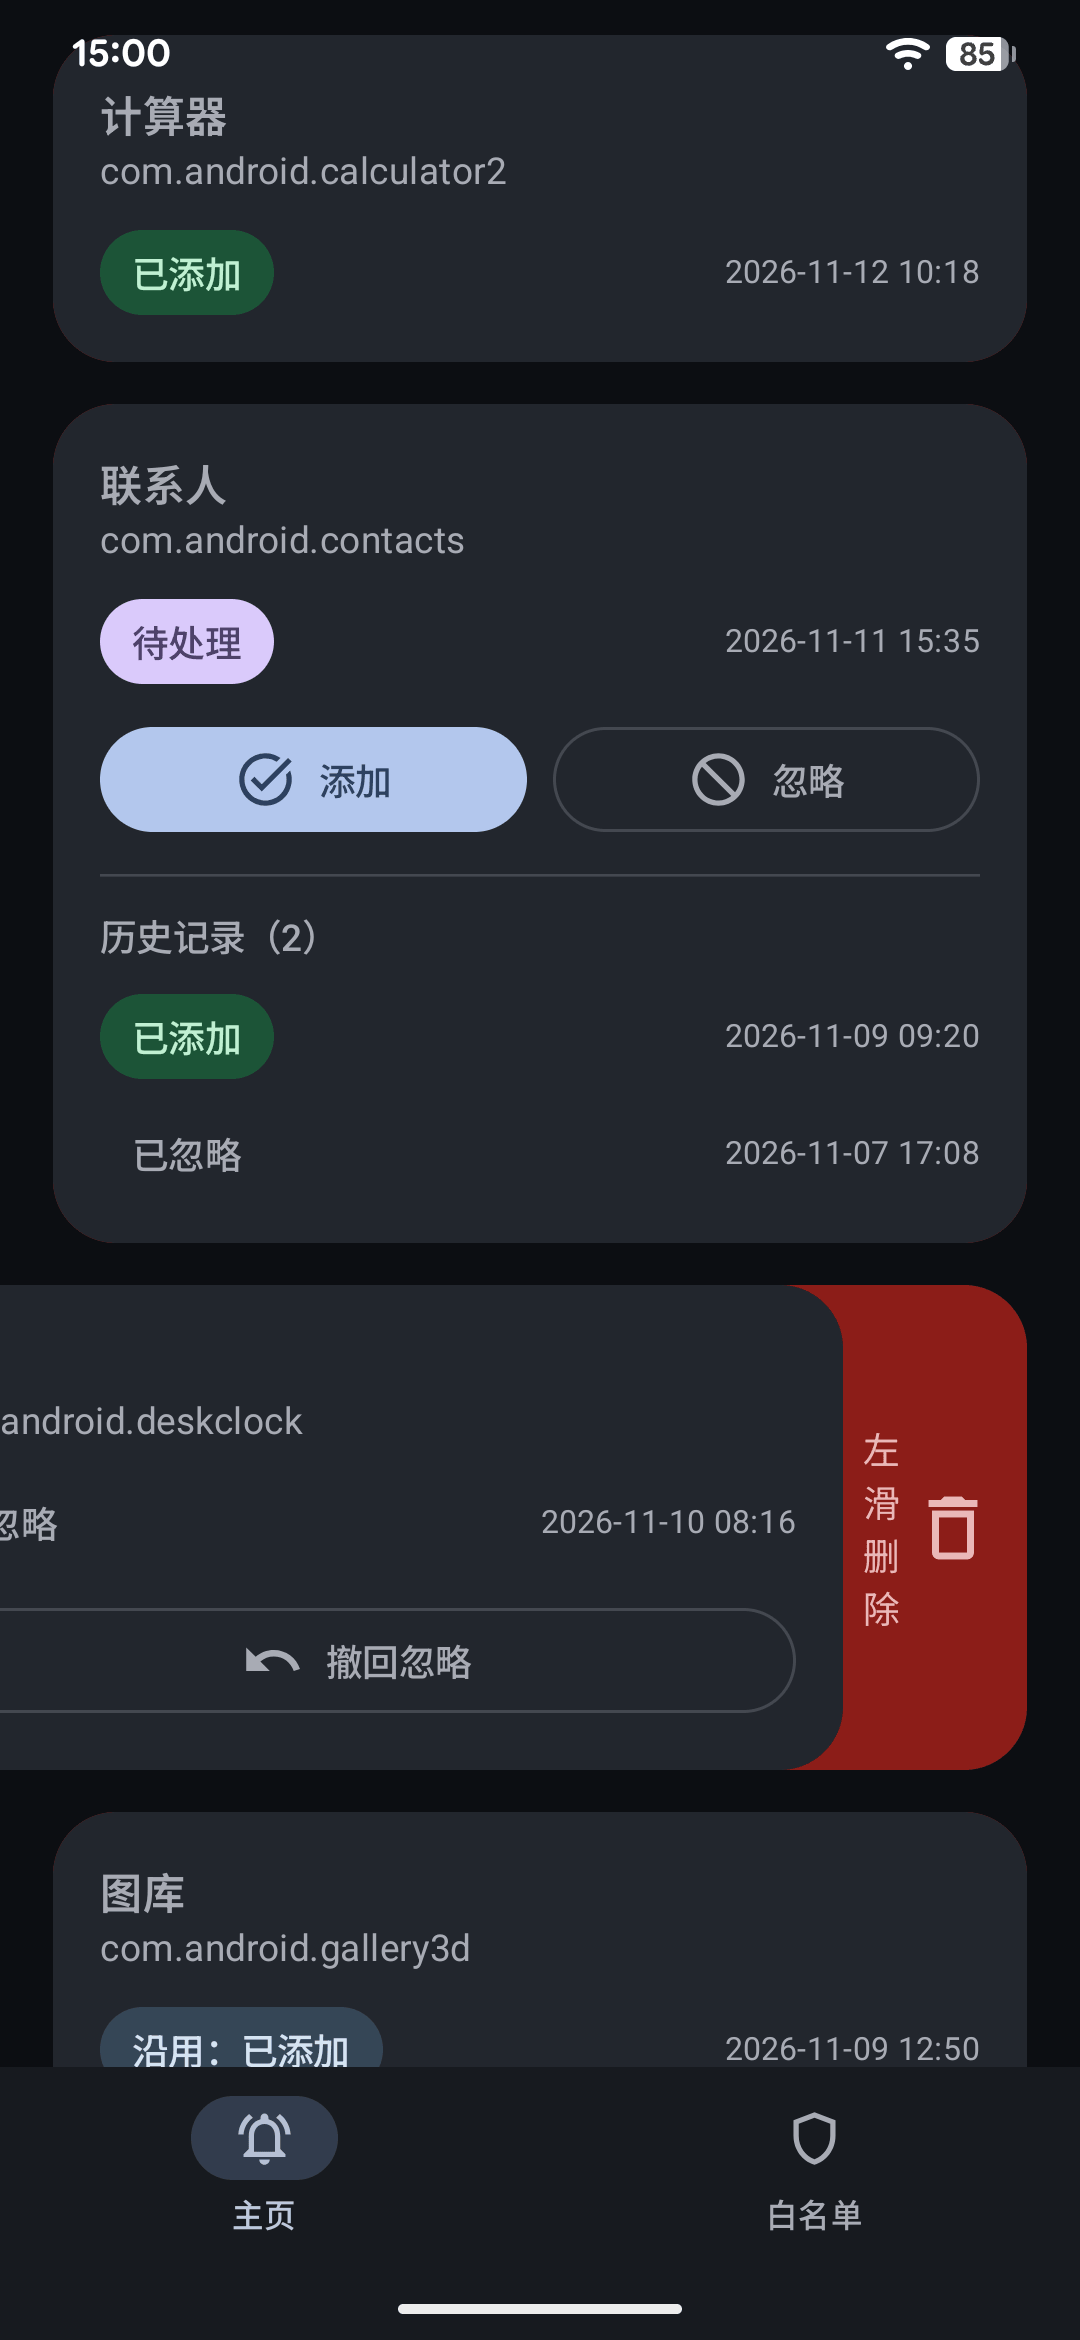 15:00
85
计算器
com.android.calculator2
已添加
2026-11-12 10:18
联系人
com.android.contacts
待处理
2026-11-11 15:35
添加
忽略
历史记录（2）
已添加
2026-11-09 09:20
已忽略
2026-11-07 17:08
android.deskclock
忽略
2026-11-10 08:16
撤回忽略
左滑删除
图库
com.android.gallery3d
沿用：已添加
2026-11-09 12:50
主页
白名单